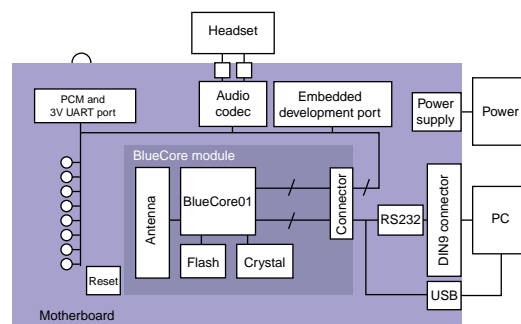 Headset
PCM and
3V UART port
Audio
codec
Embedded
development port
Power
supply
Power
BlueCore module
Antenna
BlueCore01
Connector
RS232
DIN9 connector
PC
Flash
Crystal
Reset
USB
Motherboard